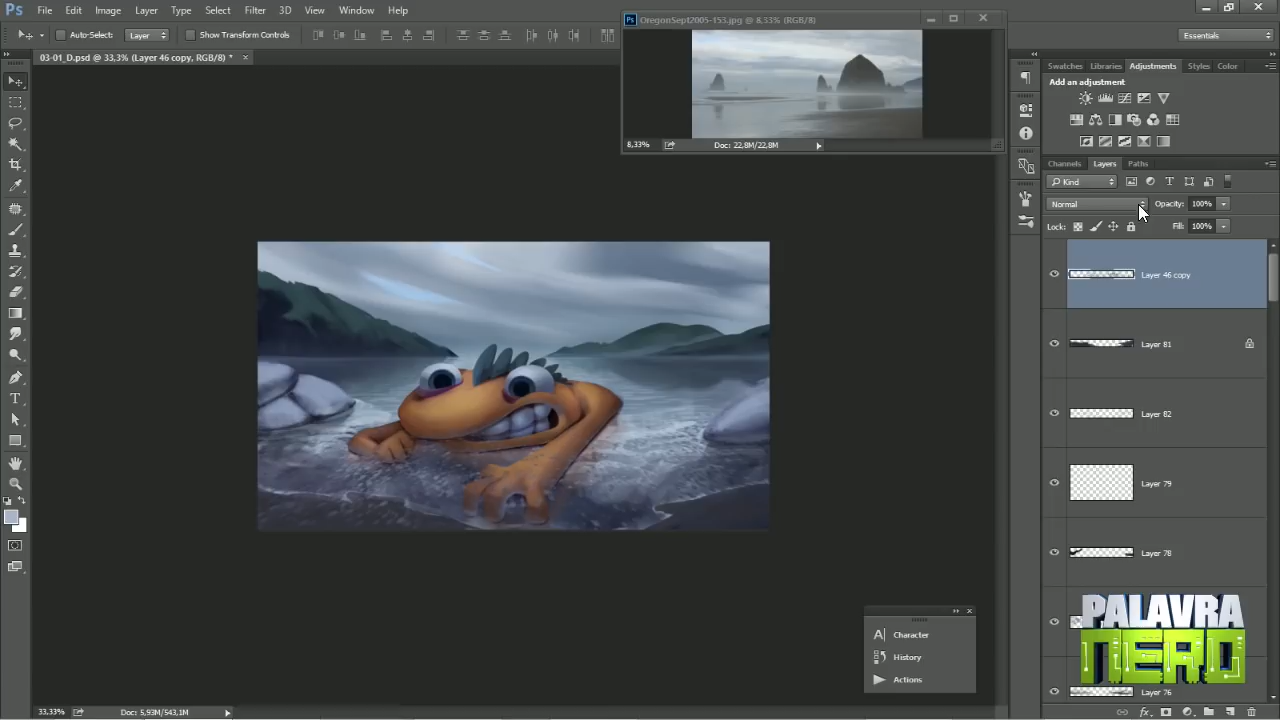 Ps File Edit Image Layer Type Select Filter 3D View Window Help
Auto-Select: Layer Show Transform Controls
Essentials
03-01_D.psd @ 33,3% (Layer 46 copy, RGB/8) *
Ps OregonSept2005-153.jpg @ 8,33% (RGB/8)
8,33% Doc: 22,8M/22,8M
Swatches Libraries Adjustments Styles Color
Add an adjustment
Channels Layers Paths
Kind
Normal Opacity: 100%
Lock: Fill: 100%
Layer 46 copy
Layer 81
Layer 82
Layer 79
Layer 78
Layer 76
Character
History
Actions
PALAVRA
NERD
33,33% Doc: 5,93M/543,1M